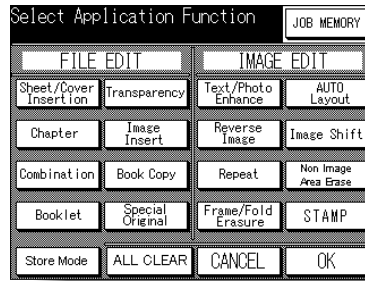 Select Application Function
JOB MEMORY
FILE EDIT
IMAGE EDIT
Sheet/Cover
Insertion
Transparency
Text/Photo
Enhance
AUTO
Layout
Chapter
Image
Insert
Reverse
Image
Image Shift
Combination
Book Copy
Repeat
Non Image
Area Erase
Booklet
Special
Original
Frame/Fold
Erasure
STAMP
Store Mode
ALL CLEAR
CANCEL
OK